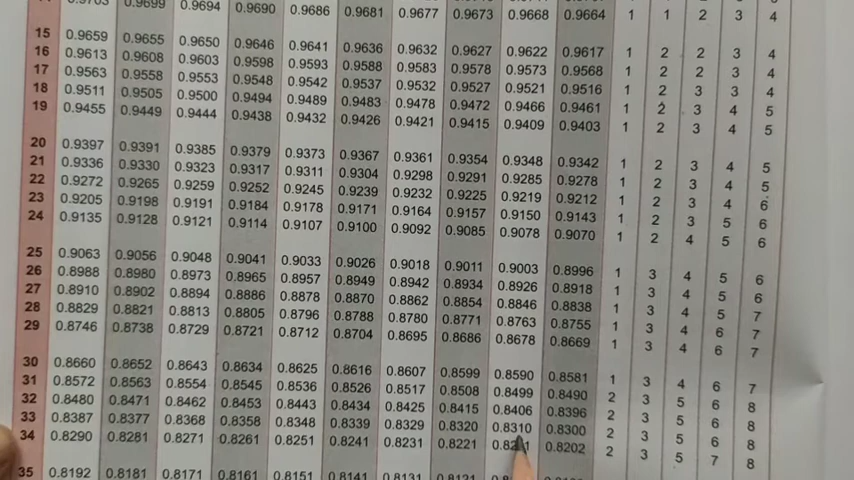 0.9699 0.9694 0.9690 0.9686 0.9681 0.9677 0.9673 0.9668 0.9664 1 1 2 3 4
15 0.9659 0.9655 0.9650 0.9646 0.9641 0.9636 0.9632 0.9627 0.9622 0.9617 1 2 2 3 4
16 0.9613 0.9608 0.9603 0.9598 0.9593 0.9588 0.9583 0.9578 0.9573 0.9568 1 2 2 3 4
17 0.9563 0.9558 0.9553 0.9548 0.9542 0.9537 0.9532 0.9527 0.9521 0.9516 1 2 3 3 4
18 0.9511 0.9505 0.9500 0.9494 0.9489 0.9483 0.9478 0.9472 0.9466 0.9461 1 2 3 4 5
19 0.9455 0.9449 0.9444 0.9438 0.9432 0.9426 0.9421 0.9415 0.9409 0.9403 1 2 3 4 5
20 0.9397 0.9391 0.9385 0.9379 0.9373 0.9367 0.9361 0.9354 0.9348 0.9342 1 2 3 4 5
21 0.9336 0.9330 0.9323 0.9317 0.9311 0.9304 0.9298 0.9291 0.9285 0.9278 1 2 3 4 5
22 0.9272 0.9265 0.9259 0.9252 0.9245 0.9239 0.9232 0.9225 0.9219 0.9212 1 2 3 4 6
23 0.9205 0.9198 0.9191 0.9184 0.9178 0.9171 0.9164 0.9157 0.9150 0.9143 1 2 3 5 6
24 0.9135 0.9128 0.9121 0.9114 0.9107 0.9100 0.9092 0.9085 0.9078 0.9070 1 2 4 5 6
25 0.9063 0.9056 0.9048 0.9041 0.9033 0.9026 0.9018 0.9011 0.9003 0.8996 1 3 4 5 6
26 0.8988 0.8980 0.8973 0.8965 0.8957 0.8949 0.8942 0.8934 0.8926 0.8918 1 3 4 5 6
27 0.8910 0.8902 0.8894 0.8886 0.8878 0.8870 0.8862 0.8854 0.8846 0.8838 1 3 4 5 7
28 0.8829 0.8821 0.8813 0.8805 0.8796 0.8788 0.8780 0.8771 0.8763 0.8755 1 3 4 6 7
29 0.8746 0.8738 0.8729 0.8721 0.8712 0.8704 0.8695 0.8686 0.8678 0.8669 1 3 4 6 7
30 0.8660 0.8652 0.8643 0.8634 0.8625 0.8616 0.8607 0.8599 0.8590 0.8581 1 3 4 6 7
31 0.8572 0.8563 0.8554 0.8545 0.8536 0.8526 0.8517 0.8508 0.8499 0.8490 2 3 5 6 8
32 0.8480 0.8471 0.8462 0.8453 0.8443 0.8434 0.8425 0.8415 0.8406 0.8396 2 3 5 6 8
33 0.8387 0.8377 0.8368 0.8358 0.8348 0.8339 0.8329 0.8320 0.8310 0.8300 2 3 5 6 8
34 0.8290 0.8281 0.8271 0.8261 0.8251 0.8241 0.8231 0.8221 0.8202 2 3 5 7 8
35 0.8192 0.8181 0.8171 0.8161 0.8151 0.8141 0.8131